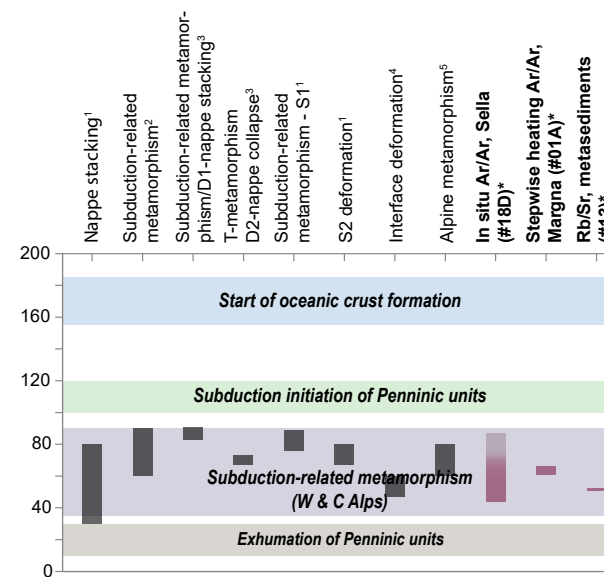 Nappe stacking¹
Subduction-related
metamorphism²
Subduction-related metamor-
phism/D1-nappe stacking³
T-metamorphism
D2-nappe collapse³
Subduction-related
metamorphism - S1¹
S2 deformation¹
Interface deformation⁴
Alpine metamorphism⁵
In situ Ar/Ar, Sella
(#18D)*
Stepwise heating Ar/Ar,
Margna (#01A)*
Rb/Sr, metasediments
200
Start of oceanic crust formation
160
120
Subduction initiation of Penninic units
80
Subduction-related metamorphism
(W & C Alps)
40
Exhumation of Penninic units
0